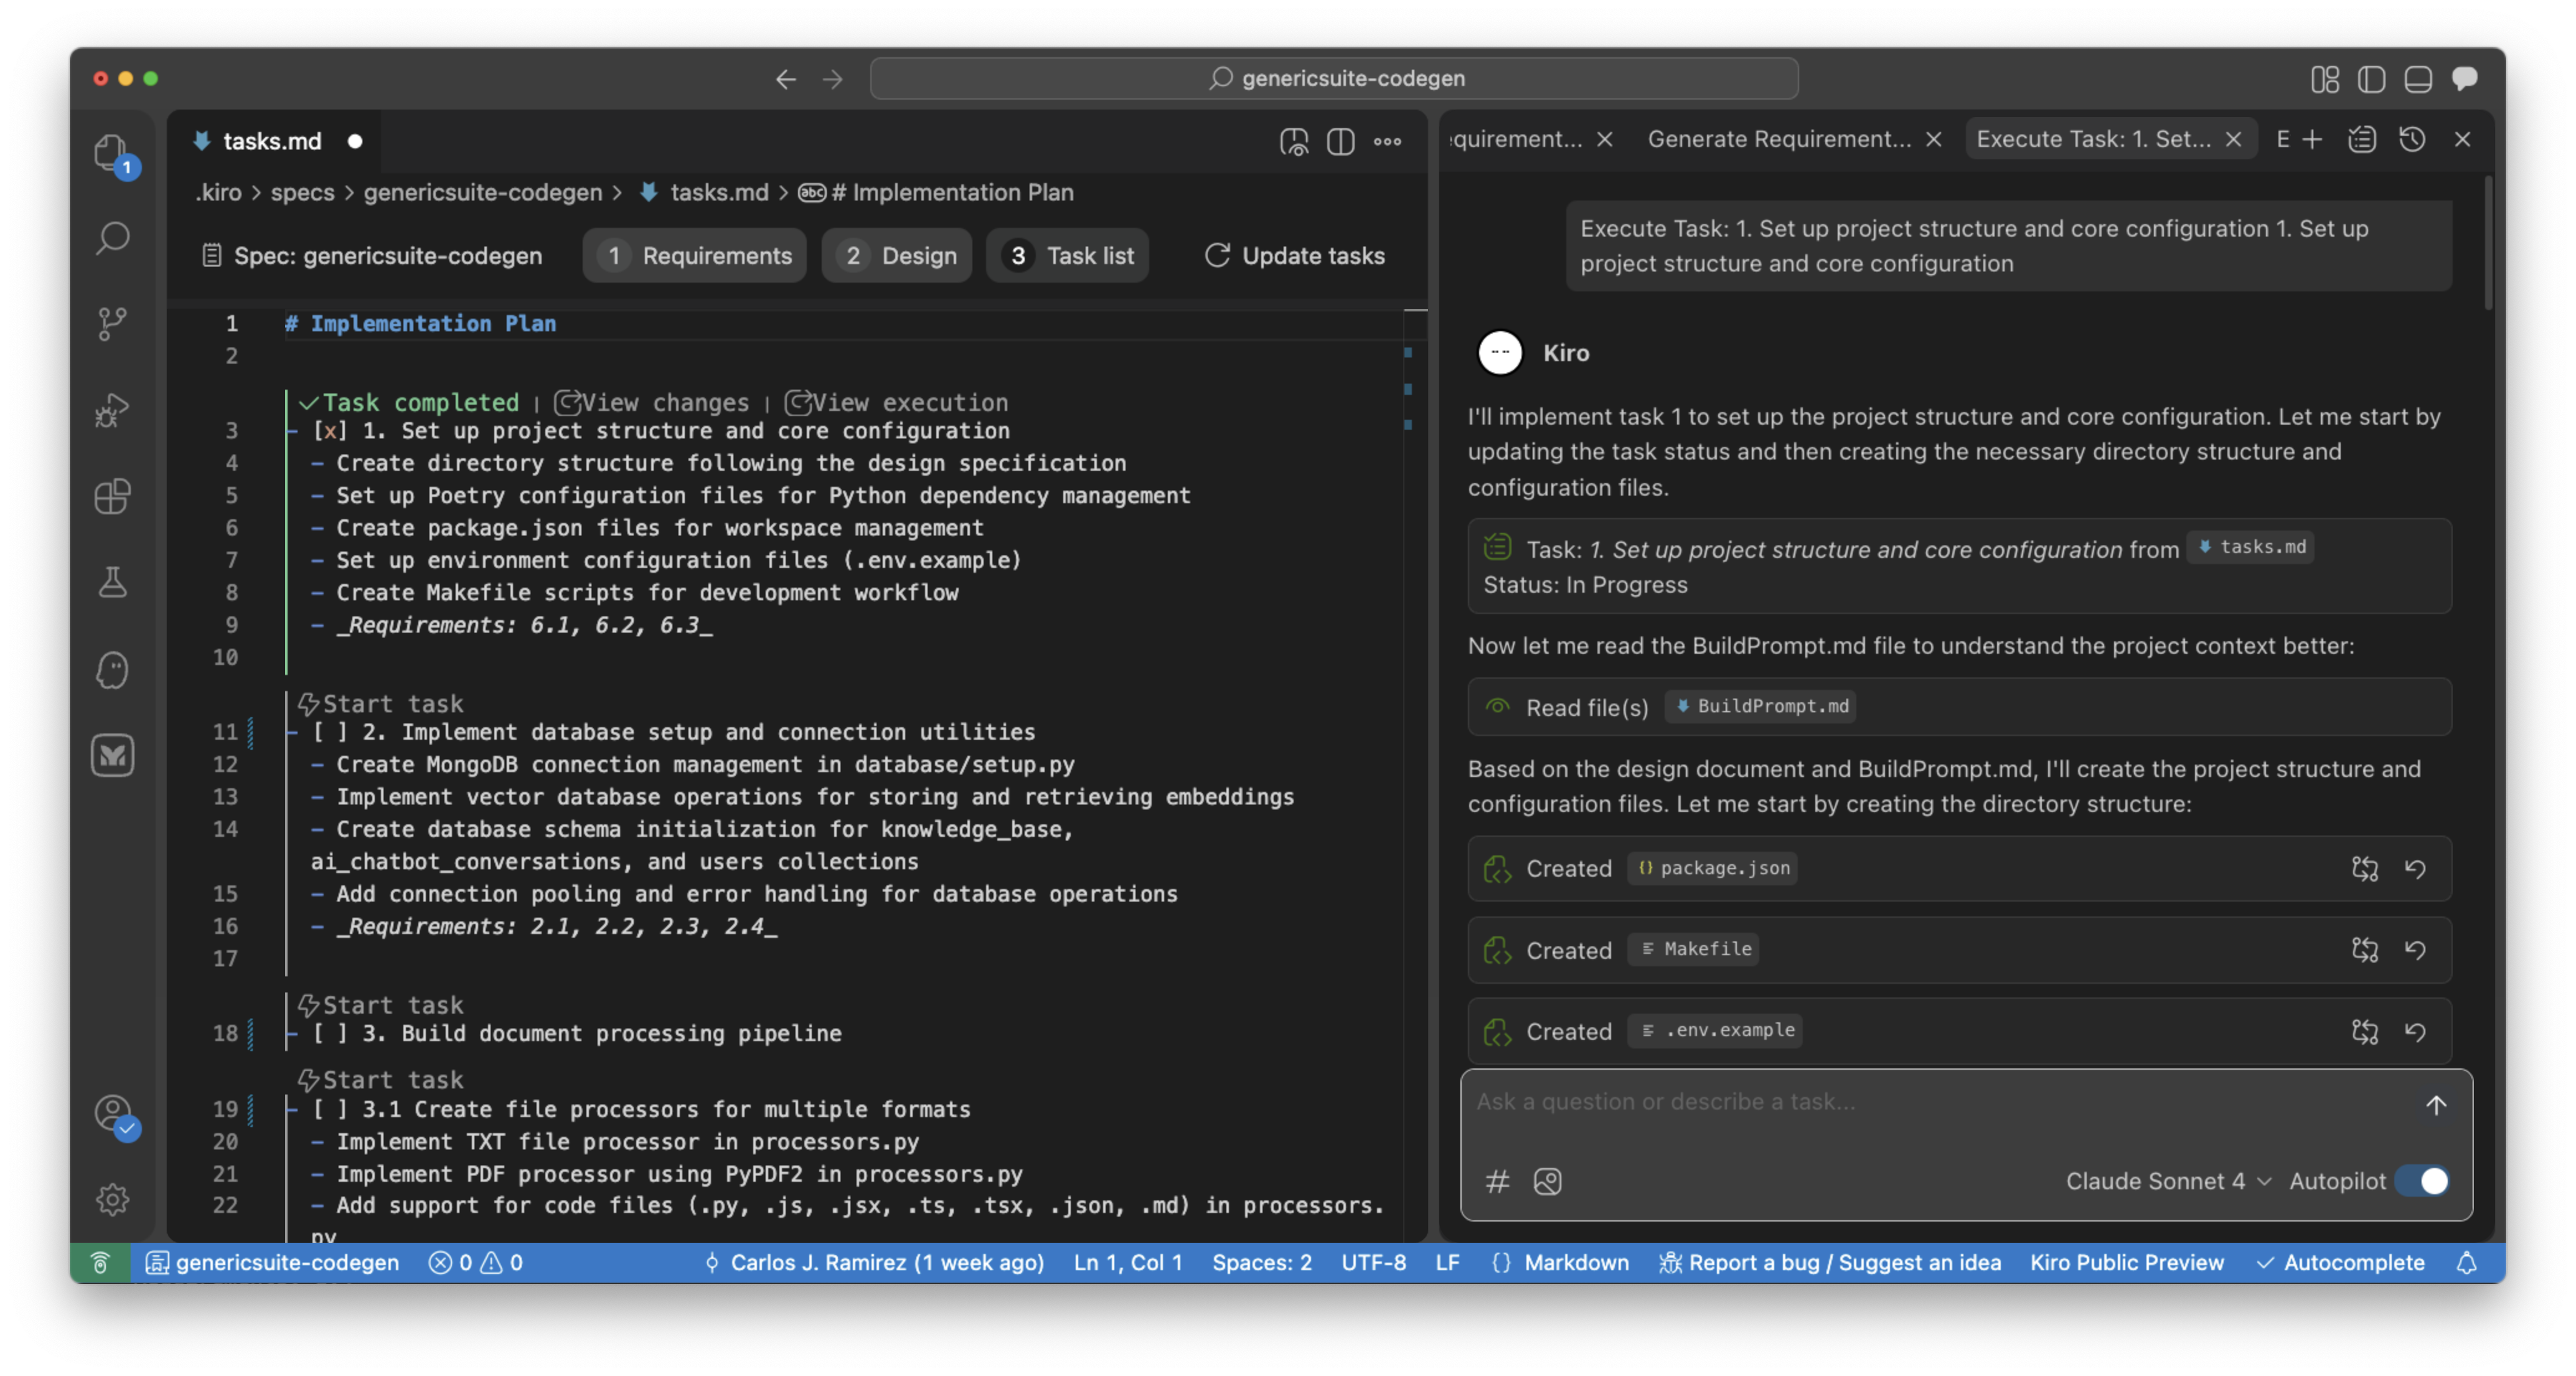 genericsuite-codegen
1
tasks.md
.kiro > specs > genericsuite-codegen > tasks.md > abc # Implementation Plan
Spec: genericsuite-codegen
1 Requirements
2 Design
3 Task list
Update tasks
1 # Implementation Plan
2
Task completed | View changes | View execution
3 - [x] 1. Set up project structure and core configuration
4 - Create directory structure following the design specification
5 - Set up Poetry configuration files for Python dependency management
6 - Create package.json files for workspace management
7 - Set up environment configuration files (.env.example)
8 - Create Makefile scripts for development workflow
9 - _Requirements: 6.1, 6.2, 6.3_
10
Start task
11 - [ ] 2. Implement database setup and connection utilities
12 - Create MongoDB connection management in database/setup.py
13 - Implement vector database operations for storing and retrieving embeddings
14 - Create database schema initialization for knowledge_base,
ai_chatbot_conversations, and users collections
15 - Add connection pooling and error handling for database operations
16 - _Requirements: 2.1, 2.2, 2.3, 2.4_
17
Start task
18 - [ ] 3. Build document processing pipeline
Start task
19 - [ ] 3.1 Create file processors for multiple formats
20 - Implement TXT file processor in processors.py
21 - Implement PDF processor using PyPDF2 in processors.py
22 - Add support for code files (.py, .js, .jsx, .ts, .tsx, .json, .md) in processors.
py
equirement...
Generate Requirement...
Execute Task: 1. Set...
E
Execute Task: 1. Set up project structure and core configuration 1. Set up
project structure and core configuration
Kiro
I'll implement task 1 to set up the project structure and core configuration. Let me start by
updating the task status and then creating the necessary directory structure and
configuration files.
Task: 1. Set up project structure and core configuration from tasks.md
Status: In Progress
Now let me read the BuildPrompt.md file to understand the project context better:
Read file(s) BuildPrompt.md
Based on the design document and BuildPrompt.md, I'll create the project structure and
configuration files. Let me start by creating the directory structure:
Created {} package.json
Created Makefile
Created .env.example
Ask a question or describe a task...
# Claude Sonnet 4 Autopilot
genericsuite-codegen 0 0 Carlos J. Ramirez (1 week ago) Ln 1, Col 1 Spaces: 2 UTF-8 LF {} Markdown Report a bug / Suggest an idea Kiro Public Preview Autocomplete